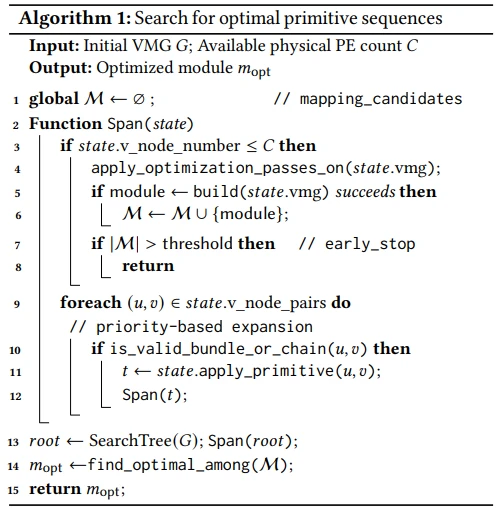 Algorithm 1: Search for optimal primitive sequences
Input: Initial VMG G; Available physical PE count C
Output: Optimized module m_opt
1 global M ← ∅ ; // mapping_candidates
2 Function Span(state)
3 if state.v_node_number ≤ C then
4 apply_optimization_passes_on(state.vmg);
5 if module ← build(state.vmg) succeeds then
6 M ← M ∪ {module};
7 if |M| > threshold then // early_stop
8 return
9 foreach (u, v) ∈ state.v_node_pairs do
// priority-based expansion
10 if is_valid_bundle_or_chain(u, v) then
11 t ← state.apply_primitive(u, v);
12 Span(t);
13 root ← SearchTree(G); Span(root);
14 m_opt ←find_optimal_among(M);
15 return m_opt;